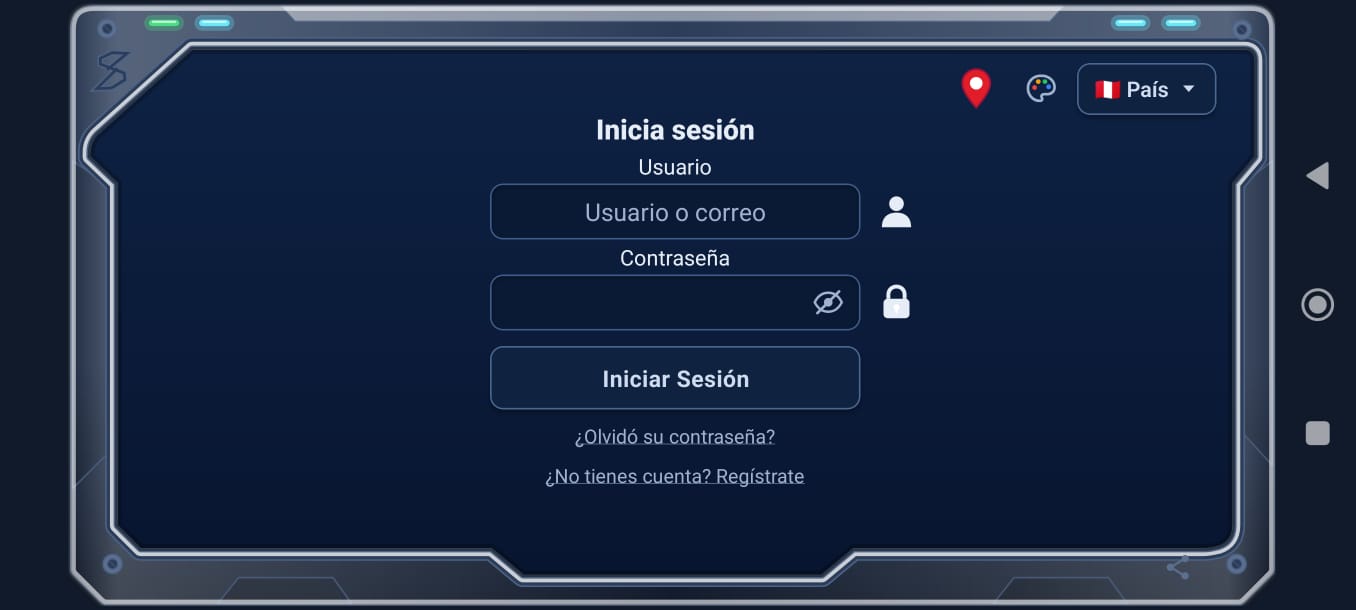 País
Inicia sesión
Usuario
Usuario o correo
Contraseña
Iniciar Sesión
¿Olvidó su contraseña?
¿No tienes cuenta? Regístrate